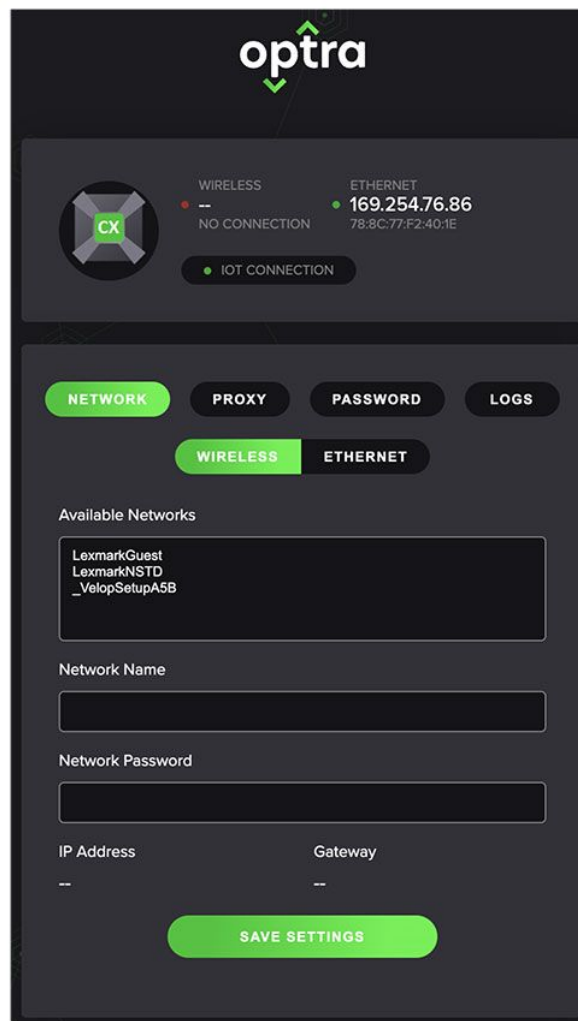 optra
WIRELESS
--
NO CONNECTION
ETHERNET
169.254.76.86
78:8C:77:F2:40:1E
CX
IOT CONNECTION
NETWORK PROXY PASSWORD LOGS
WIRELESS ETHERNET
Available Networks
LexmarkGuest
LexmarkNSTD
_VelopSetupA5B
Network Name
Network Password
IP Address Gateway
-- --
SAVE SETTINGS